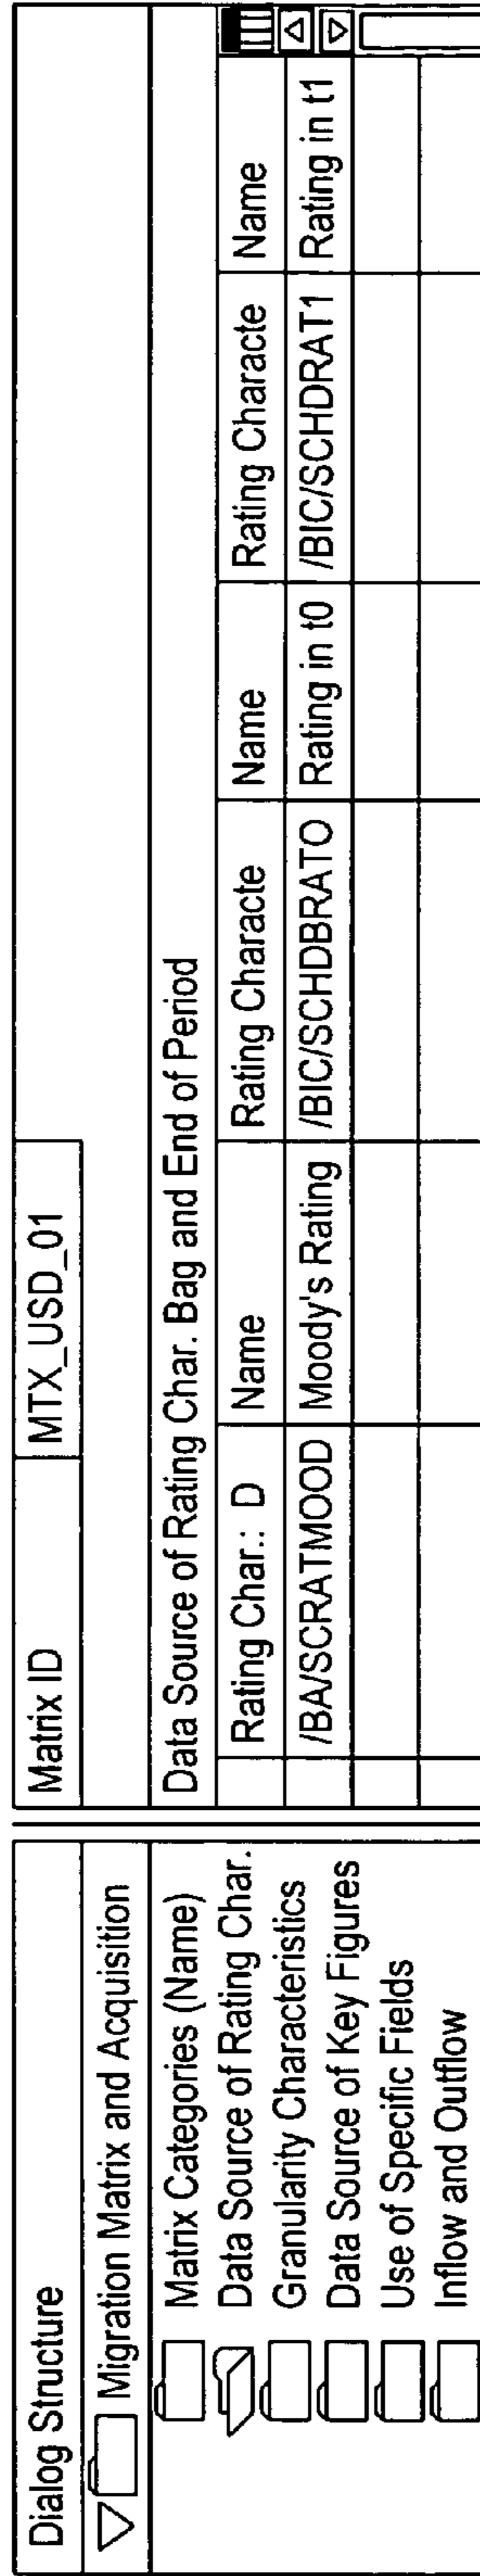 Dialog Structure
Migration Matrix and Acquisition
Matrix Categories (Name)
Data Source of Rating Char.
Granularity Characteristics
Data Source of Key Figures
Use of Specific Fields
Inflow and Outflow
Matrix ID MTX_USD_01
Data Source of Rating Char. Bag and End of Period
Rating Char.: D Name Rating Characte Name Rating Characte Name
/BA/SCRATMOOD Moody's Rating /BIC/SCHDBRATO Rating in t0 /BIC/SCHDRAT1 Rating in t1